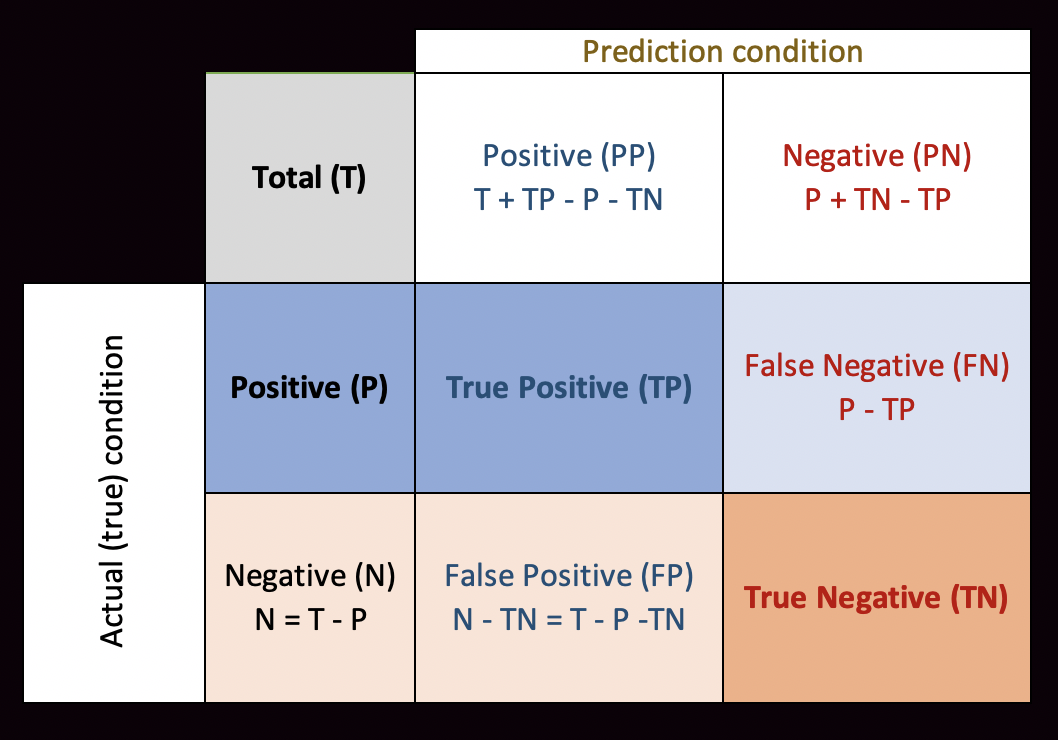 Prediction condition
Total (T)
Positive (PP)
T + TP - P - TN
Negative (PN)
P + TN - TP
Actual (true) condition
Positive (P)
True Positive (TP)
False Negative (FN)
P - TP
Negative (N)
N = T - P
False Positive (FP)
N - TN = T - P -TN
True Negative (TN)